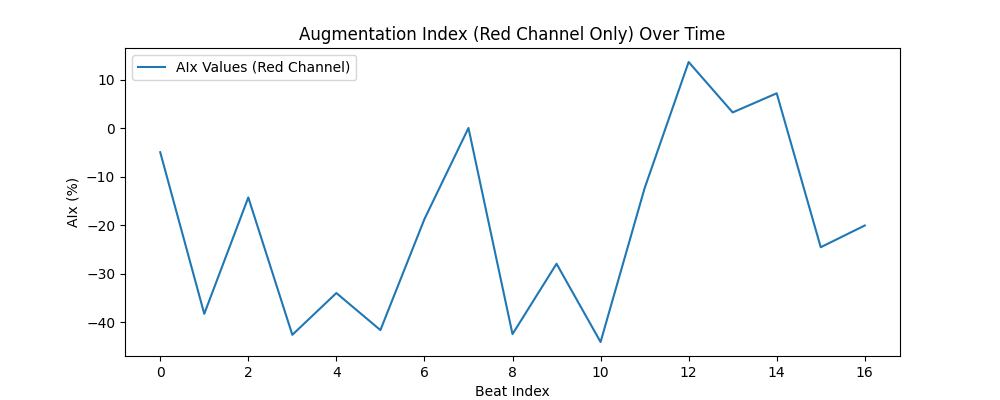 Augmentation Index (Red Channel Only) Over Time
AIx Values (Red Channel)
10
0
−10
−20
−30
−40
AIx (%)
0 2 4 6 8 10 12 14 16
Beat Index